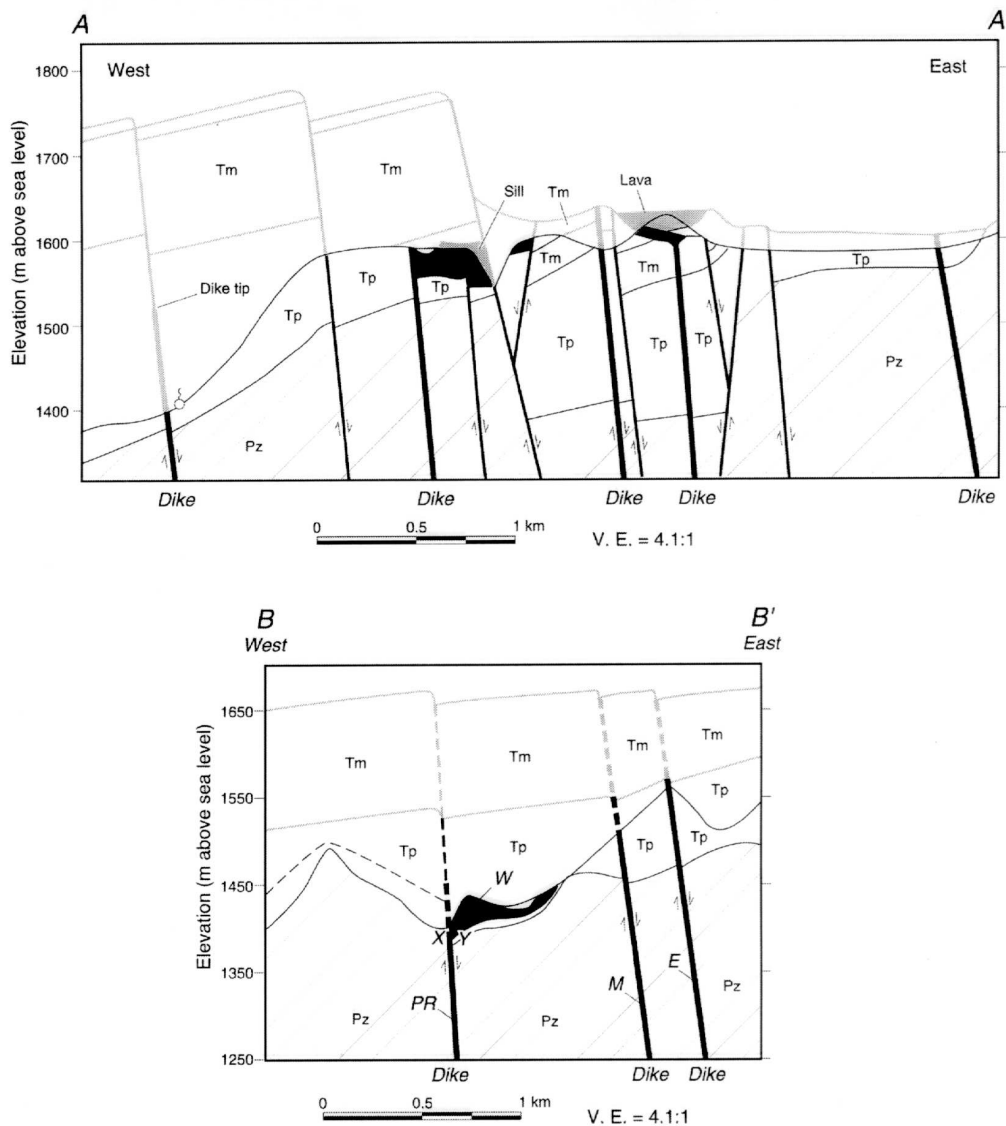 A A
West East
Elevation (m above sea level)
1800
1700
1600
1500
1400
Tm Tm Sill Tm Lava
Tm Tm Tp
Tp Tp Tp
Dike tip
Tp
Tp Tp Tp
Pz Pz
Dike Dike Dike Dike Dike
0 0.5 1 km
V. E. = 4.1:1
B B'
West East
Elevation (m above sea level)
1650
1550
1450
1350
1250
Tm Tm Tm Tm
Tp Tp Tp Tp Tp
W
X Y
PR M E
Pz Pz Pz
Dike Dike Dike
0 0.5 1 km
V. E. = 4.1:1